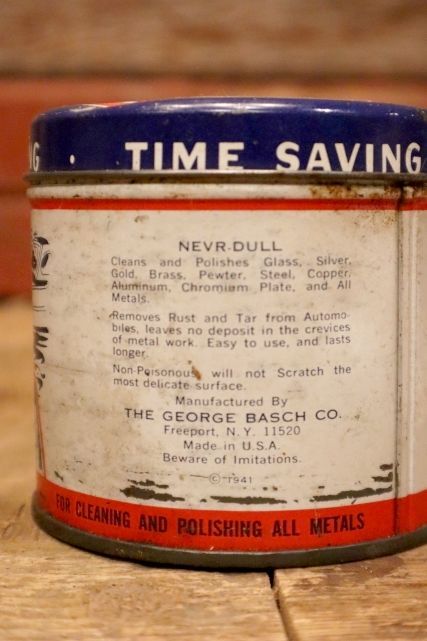 G · TIME SAVING
NEVR-DULL
Cleans and Polishes Glass, Silver,
Gold, Brass, Pewter, Steel, Copper,
Aluminum, Chromium Plate, and All
Metals.
Removes Rust and Tar from Automo-
biles, leaves no deposit in the crevices
of metal work. Easy to use, and lasts
longer.
Non-Poisonous, will not Scratch the
most delicate surface.
Manufactured By
THE GEORGE BASCH CO.
Freeport, N. Y. 11520
Made in U.S.A.
Beware of Imitations.
© 1941
FOR CLEANING AND POLISHING ALL METALS